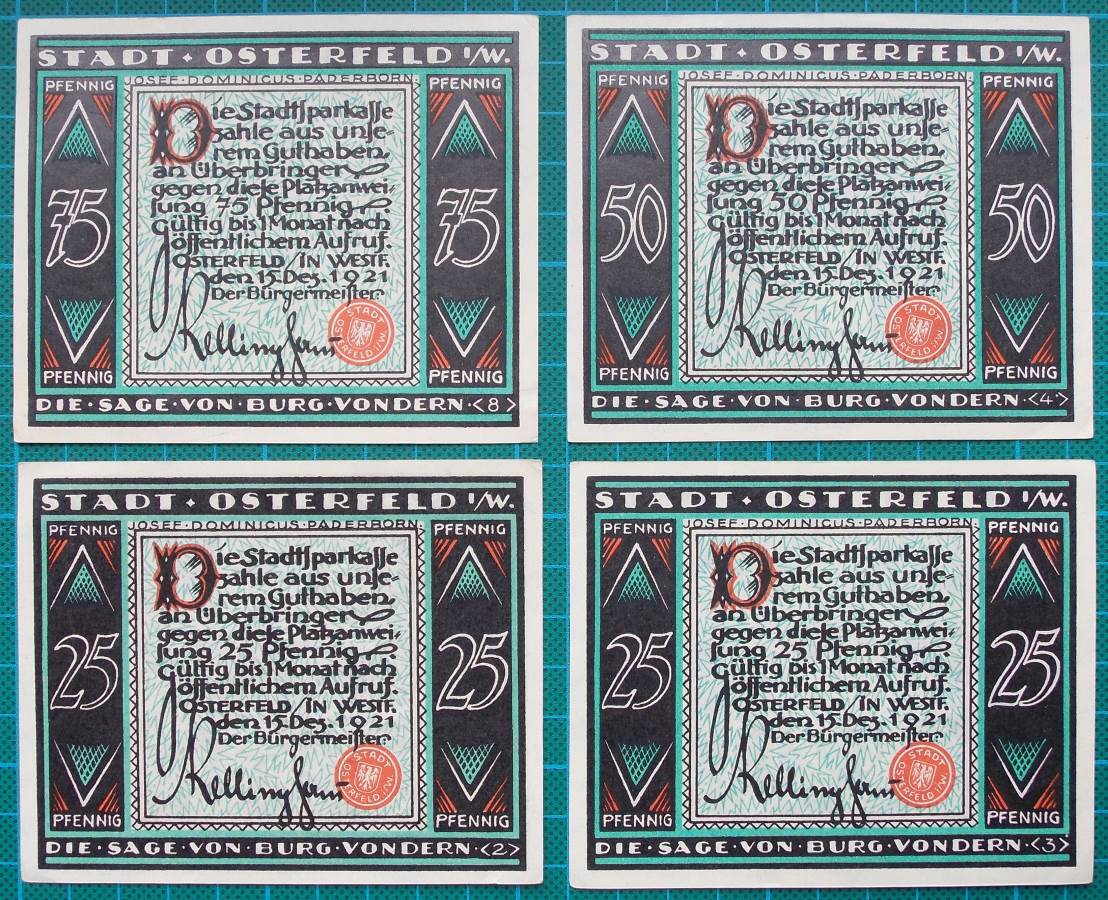 STADT · OSTERFELD I/W.
PFENNIG
PFENNIG
JOSEF·DOMINICUS·PADERBORN.
Die Stadtsparkasse
zahle aus unse-
rem Guthaben,
an Überbringer
gegen diese Platzanwei-
sung 75 Pfennig
Gültig bis 1 Monat nach
öffentlichem Aufruf.
OSTERFELD/IN WESTF.
den 15. Dez. 1921
Der Bürgermeister
75
75
STADT OSTERFELD I/W.
PFENNIG
PFENNIG
DIE·SAGE·VON·BURG·VONDERN·<8>
STADT · OSTERFELD I/W.
PFENNIG
PFENNIG
JOSEF·DOMINICUS·PADERBORN.
Die Stadtsparkasse
zahle aus unse-
rem Guthaben,
an Überbringer
gegen diese Platzanwei-
sung 50 Pfennig
Gültig bis 1 Monat nach
öffentlichem Aufruf.
OSTERFELD/IN WESTF.
den 15. Dez. 1921
Der Bürgermeister
50
50
STADT OSTERFELD I/W.
PFENNIG
PFENNIG
DIE·SAGE·VON·BURG·VONDERN·<4>
STADT · OSTERFELD I/W.
PFENNIG
PFENNIG
JOSEF·DOMINICUS·PADERBORN.
Die Stadtsparkasse
zahle aus unse-
rem Guthaben,
an Überbringer
gegen diese Platzanwei-
sung 25 Pfennig
Gültig bis 1 Monat nach
öffentlichem Aufruf.
OSTERFELD/IN WESTF.
den 15. Dez. 1921
Der Bürgermeister
25
25
STADT OSTERFELD I/W.
PFENNIG
PFENNIG
DIE·SAGE·VON·BURG·VONDERN·<2>
STADT · OSTERFELD I/W.
PFENNIG
PFENNIG
JOSEF·DOMINICUS·PADERBORN.
Die Stadtsparkasse
zahle aus unse-
rem Guthaben,
an Überbringer
gegen diese Platzanwei-
sung 25 Pfennig
Gültig bis 1 Monat nach
öffentlichem Aufruf.
OSTERFELD/IN WESTF.
den 15. Dez. 1921
Der Bürgermeister
25
25
STADT OSTERFELD I/W.
PFENNIG
PFENNIG
DIE·SAGE·VON·BURG·VONDERN·<3>